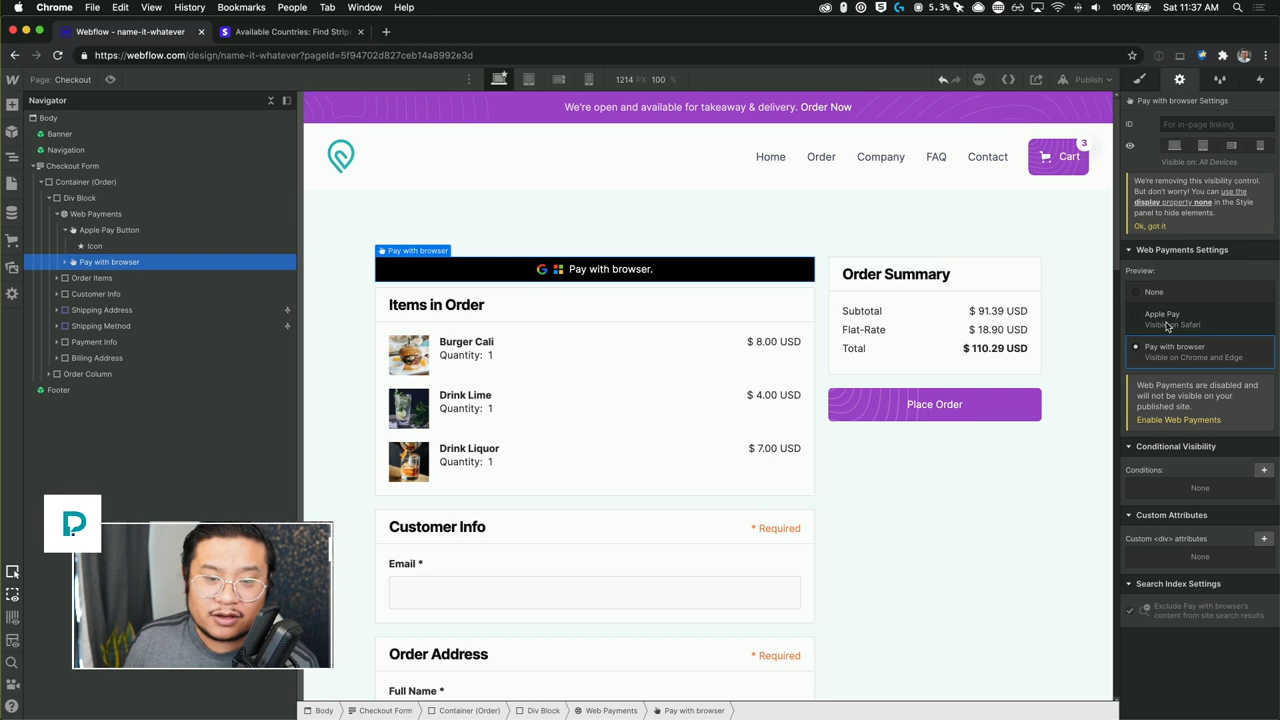 Chrome File Edit View History Bookmarks People Tab Window Help
5.3% 100% Sat 11:37 AM
Webflow - name-it-whatever
Available Countries: Find Stripe
https://webflow.com/design/name-it-whatever?pageId=5f94702d827ceb14a8992e3d
Page: Checkout
1214 PX 100 %
Publish
Navigator
Body
Banner
Navigation
Checkout Form
Container (Order)
Div Block
Web Payments
Apple Pay Button
Icon
Pay with browser
Order Items
Customer Info
Shipping Address
Shipping Method
Payment Info
Billing Address
Order Column
Footer
We're open and available for takeaway & delivery. Order Now
Home Order Company FAQ Contact Cart 3
Pay with browser
Pay with browser.
Items in Order
Burger Cali $ 8.00 USD
Quantity: 1
Drink Lime $ 4.00 USD
Quantity: 1
Drink Liquor $ 7.00 USD
Quantity: 1
Customer Info * Required
Email *
Order Address * Required
Full Name *
Order Summary
Subtotal $ 91.39 USD
Flat-Rate $ 18.90 USD
Total $ 110.29 USD
Place Order
Pay with browser Settings
ID For in-page linking
Visible on: All Devices
We're removing this visibility control.
But don't worry! You can use the
display property none in the Style
panel to hide elements.
Ok, got it
Web Payments Settings
Preview:
None
Apple Pay
Visible on Safari
Pay with browser
Visible on Chrome and Edge
Web Payments are disabled and
will not be visible on your
published site.
Enable Web Payments
Conditional Visibility
Conditions:
None
Custom Attributes
Custom <div> attributes
None
Search Index Settings
Exclude Pay with browser's
content from site search results
Body Checkout Form Container (Order) Div Block Web Payments Pay with browser